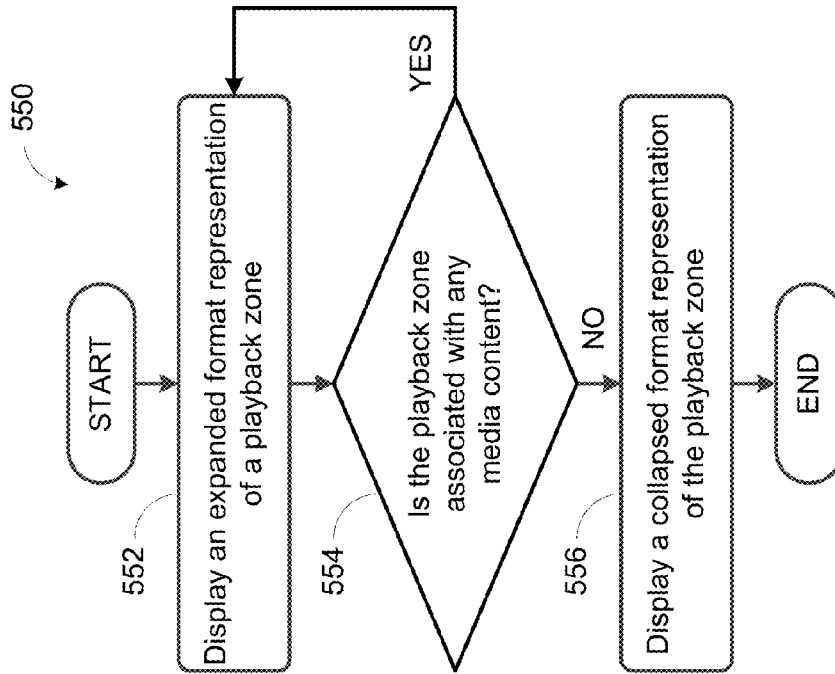 550
START
552
Display an expanded format representation
of a playback zone
554
Is the playback zone
associated with any
media content?
YES
NO
556
Display a collapsed format representation
of the playback zone
END